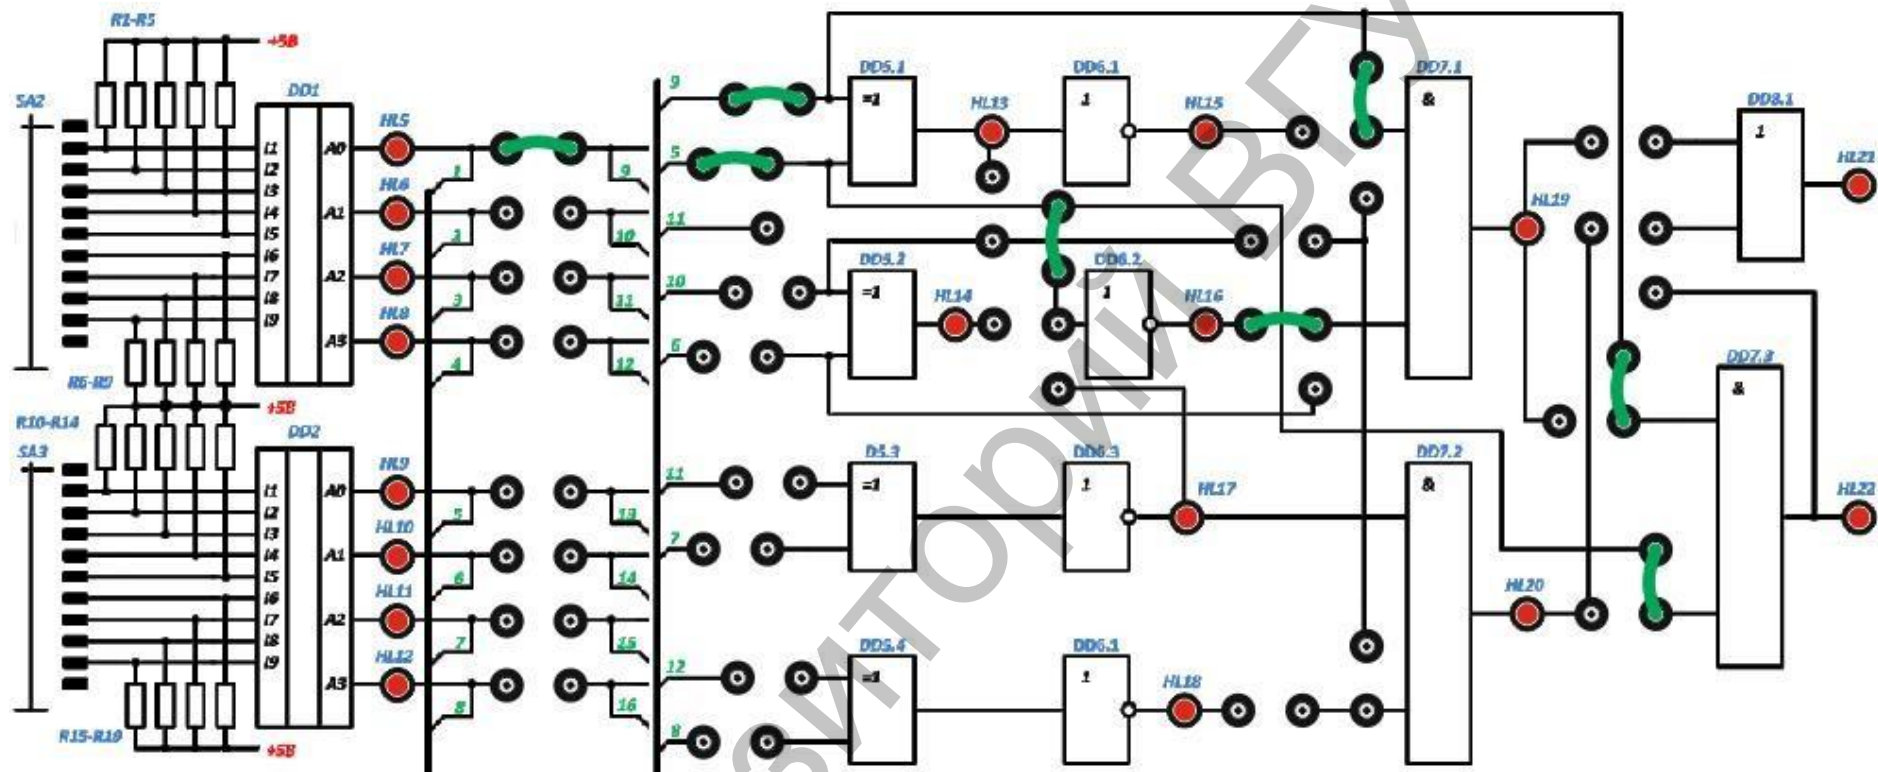 R1-R5
+5В
SA2
DD1
I1
I2
I3
I4
I5
I6
I7
I8
I9
A0
A1
A2
A3
HL5
HL6
HL7
HL8
1
2
3
4
9
10
11
12
R6-R9
+5В
R10-R14
SA3
DD2
I1
I2
I3
I4
I5
I6
I7
I8
I9
A0
A1
A2
A3
HL9
HL10
HL11
HL12
5
6
7
8
13
14
15
16
R15-R19
+5В
9
5
11
10
6
11
7
12
8
DD5.1
=1
HL13
DD6.1
1
HL15
DD7.1
&
DD5.2
=1
HL14
DD6.2
1
HL16
HL19
DD8.1
1
HL21
D5.3
=1
DD6.3
1
HL17
DD7.2
&
HL20
DD7.3
&
HL22
DD5.4
=1
DD6.1
1
HL18
зиторий ВГУ